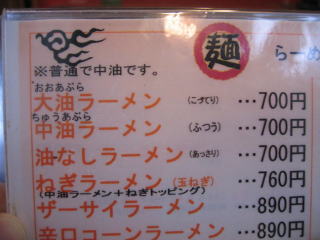 麺
らーめ
※普通で中油です。
おおあぶら
大油ラーメン (こってり) …700円
ちゅうあぶら
中油ラーメン (ふつう) …700円
油なしラーメン (あっさり) …700円
ねぎラーメン (玉ねぎ) …760円
(中油ラーメン+ねぎトッピング)
ザーサイラーメン …890円
辛口コーンラーメン …890円